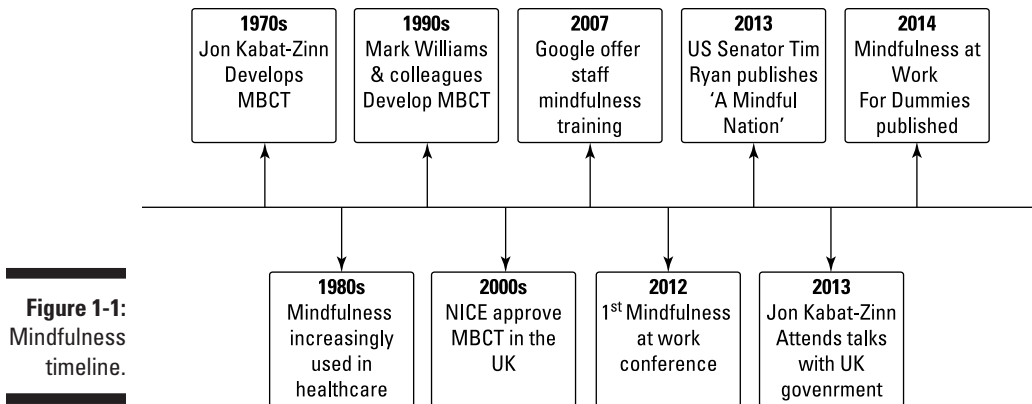 1970s
Jon Kabat-Zinn
Develops
MBCT
1990s
Mark Williams
& colleagues
Develop MBCT
2007
Google offer
staff
mindfulness
training
2013
US Senator Tim
Ryan publishes
‘A Mindful
Nation’
2014
Mindfulness at
Work
For Dummies
published
1980s
Mindfulness
increasingly
used in
healthcare
2000s
NICE approve
MBCT in the
UK
2012
1st Mindfulness
at work
conference
2013
Jon Kabat-Zinn
Attends talks
with UK
govenrment
Figure 1-1:
Mindfulness
timeline.